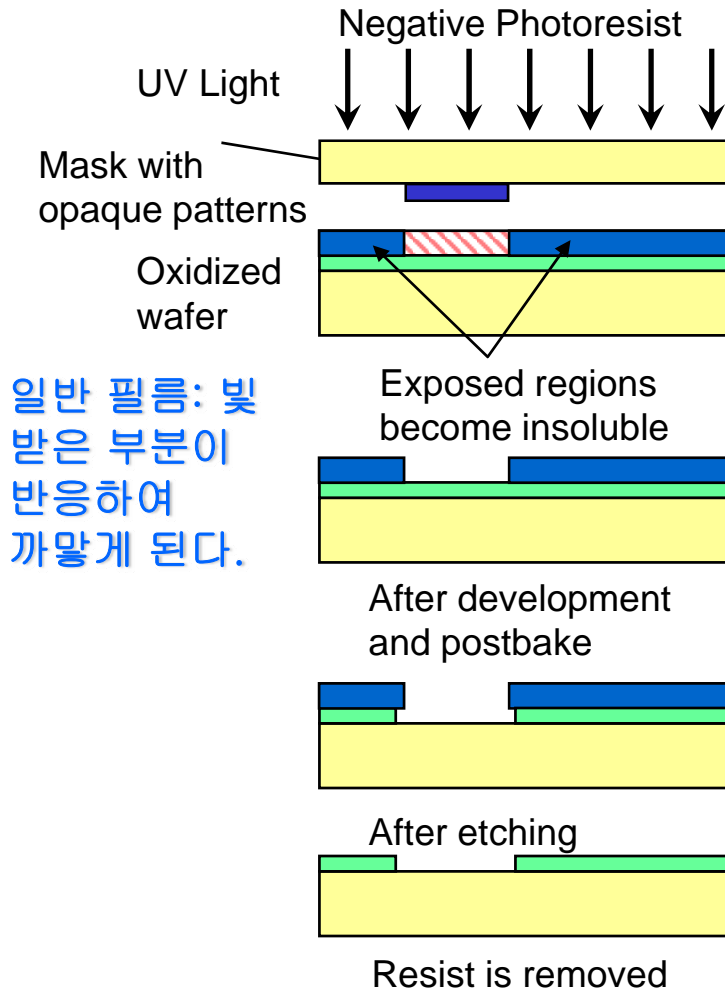 Negative Photoresist
UV Light
Mask with
opaque patterns
Oxidized
wafer
일반 필름: 빛
받은 부분이
반응하여
까맣게 된다.
Exposed regions
become insoluble
After development
and postbake
After etching
Resist is removed